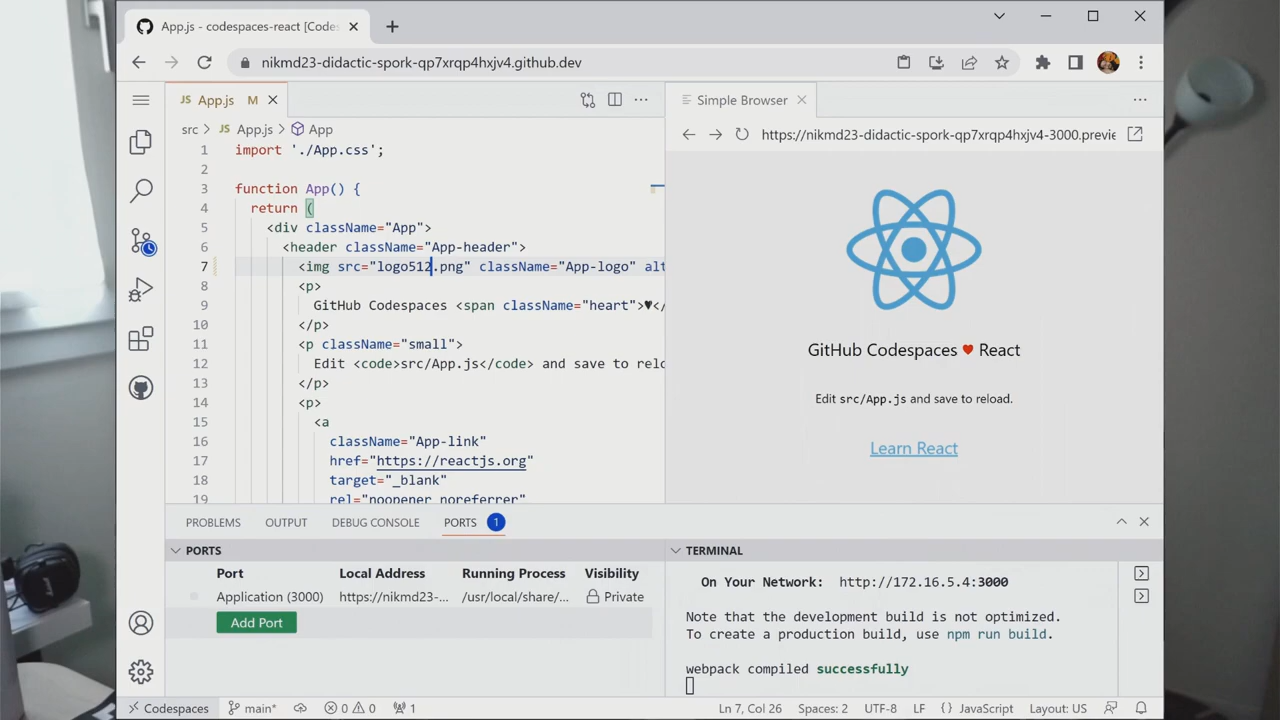 App.js - codespaces-react [Codes
nikmd23-didactic-spork-qp7xrqp4hxjv4.github.dev
JS App.js M
src > JS App.js > App
1 import './App.css';
2
3 function App() {
4 return (
5 <div className="App">
6 <header className="App-header">
7 <img src="logo512.png" className="App-logo" alt
8 <p>
9 GitHub Codespaces <span className="heart">♥</
10 </p>
11 <p className="small">
12 Edit <code>src/App.js</code> and save to relo
13 </p>
14 <p>
15 <a
16 className="App-link"
17 href="https://reactjs.org"
18 target="_blank"
19 rel="noopener noreferrer"
Simple Browser
https://nikmd23-didactic-spork-qp7xrqp4hxjv4-3000.previe
GitHub Codespaces ♥ React
Edit src/App.js and save to reload.
Learn React
PROBLEMS OUTPUT DEBUG CONSOLE PORTS 1
PORTS
Port Local Address Running Process Visibility
Application (3000) https://nikmd23-... /usr/local/share/... Private
Add Port
TERMINAL
On Your Network: http://172.16.5.4:3000
Note that the development build is not optimized.
To create a production build, use npm run build.
webpack compiled successfully
Codespaces main* 0 0 1 Ln 7, Col 26 Spaces: 2 UTF-8 LF {} JavaScript Layout: US